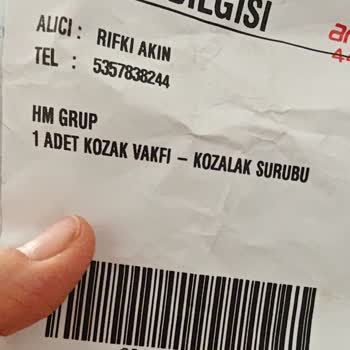 BİLGİSİ
ALICI : RIFKI AKIN
TEL : 5357838244
HM GRUP
1 ADET KOZAK VAKFI – KOZALAK SURUBU